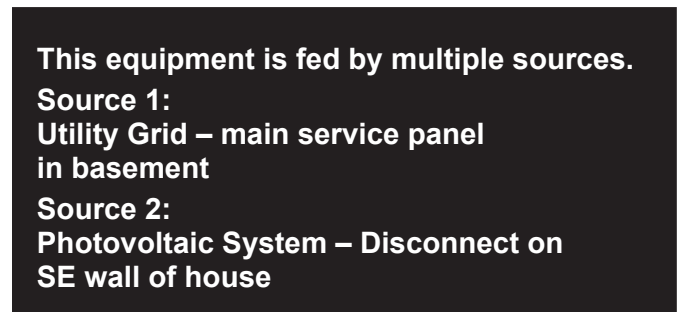 This equipment is fed by multiple sources.
Source 1:
Utility Grid – main service panel
in basement
Source 2:
Photovoltaic System – Disconnect on
SE wall of house